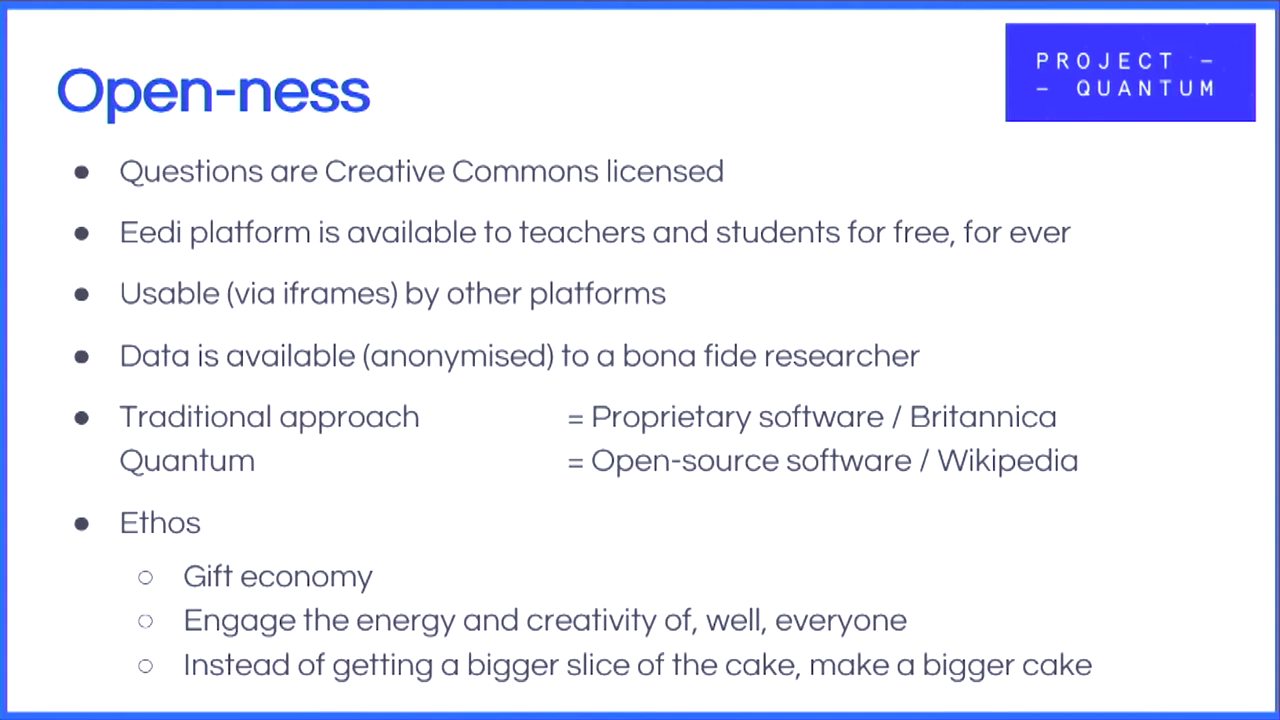 PROJECT –
– QUANTUM
Open-ness
● Questions are Creative Commons licensed
● Eedi platform is available to teachers and students for free, for ever
● Usable (via iframes) by other platforms
● Data is available (anonymised) to a bona fide researcher
● Traditional approach = Proprietary software / Britannica
Quantum = Open-source software / Wikipedia
● Ethos
○ Gift economy
○ Engage the energy and creativity of, well, everyone
○ Instead of getting a bigger slice of the cake, make a bigger cake